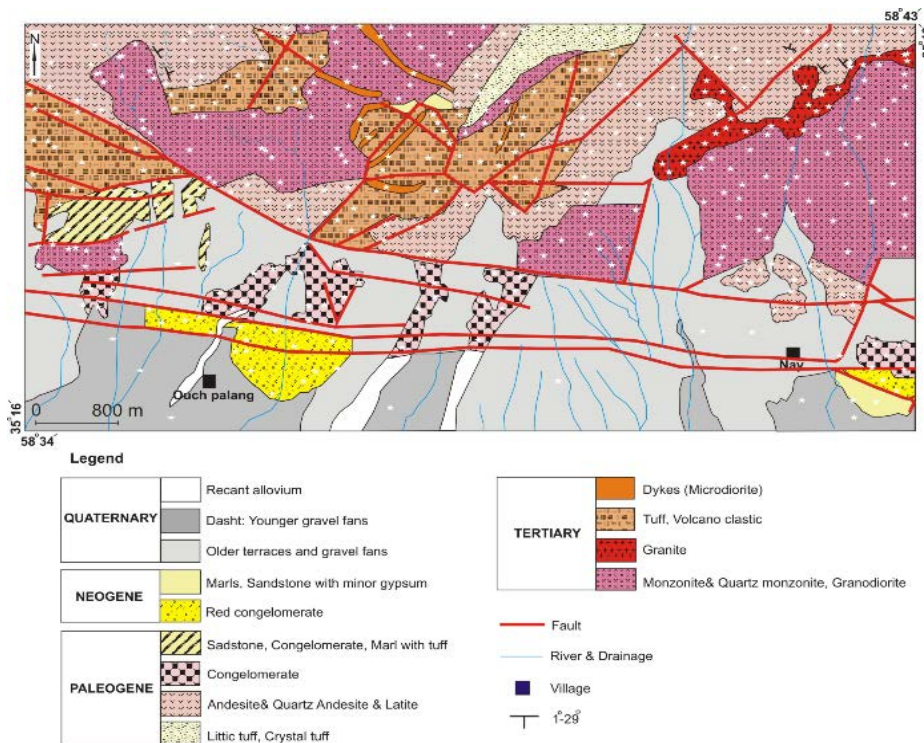 58°43′
N
Ouch palang
Nay
0 800 m
35°16′
58°34′
Legend
QUATERNARY
Recant allovium
Dasht: Younger gravel fans
Older terraces and gravel fans
NEOGENE
Marls, Sandstone with minor gypsum
Red congelomerate
PALEOGENE
Sadstone, Congelomerate, Marl with tuff
Congelomerate
Andesite& Quartz Andesite & Latite
Littic tuff, Crystal tuff
TERTIARY
Dykes (Microdiorite)
Tuff, Volcano clastic
Granite
Monzonite& Quartz monzonite, Granodiorite
Fault
River & Drainage
Village
1-29°